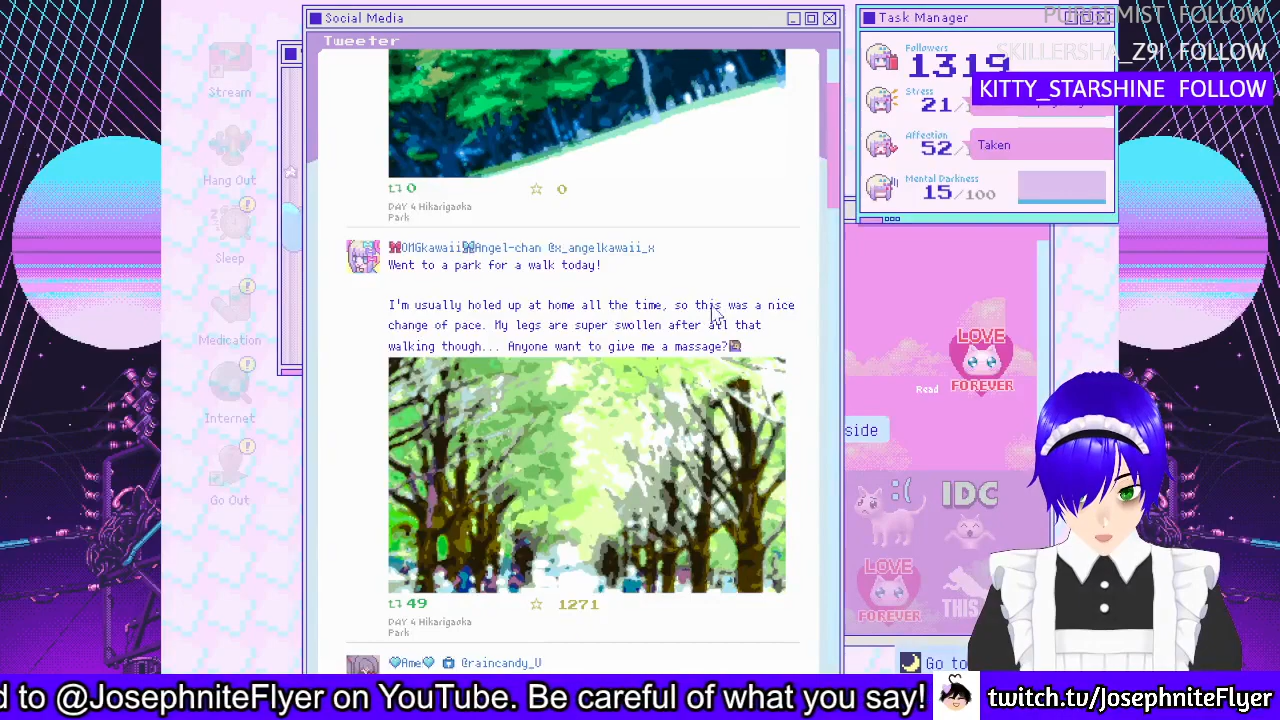 Social Media
Tweeter
Task Manager
FOLLOW
SKILLERSHA_Z9I FOLLOW
KITTY_STARSHINE FOLLOW
Followers
1319
Stress
21
Affection
52
Taken
Mental Darkness
15/100
Stream
Hang Out
Sleep
Medication
Internet
Go Out
0
0
DAY 4 Hikarigaoka
Park
OMGkawaii Angel-chan @x_angelkawaii_x
Went to a park for a walk today!
I'm usually holed up at home all the time, so this was a nice
change of pace. My legs are super swollen after all that
walking though... Anyone want to give me a massage?
49
1271
DAY 4 Hikarigaoka
Park
Ame @raincandy_U
LOVE
FOREVER
Read
side
:(
IDC
LOVE
FOREVER
THIS
Go to
d to @JosephniteFlyer on YouTube. Be careful of what you say!
twitch.tv/JosephniteFlyer